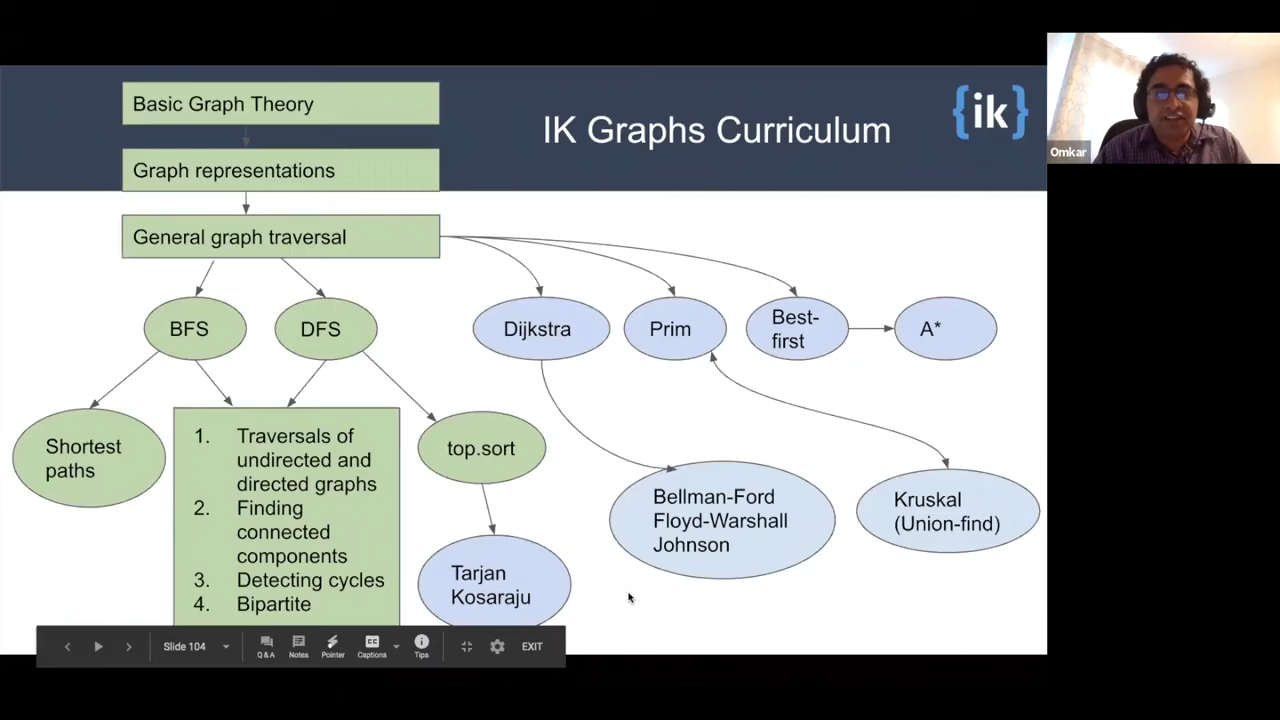 Basic Graph Theory
IK Graphs Curriculum
{ik}
Omkar
Graph representations
General graph traversal
BFS
DFS
Dijkstra
Prim
Best-
first
A*
Shortest
paths
1. Traversals of
undirected and
directed graphs
2. Finding
connected
components
3. Detecting cycles
4. Bipartite
top.sort
Tarjan
Kosaraju
Bellman-Ford
Floyd-Warshall
Johnson
Kruskal
(Union-find)
Slide 104
Q&A
Notes
Pointer
CC
Captions
Tips
EXIT